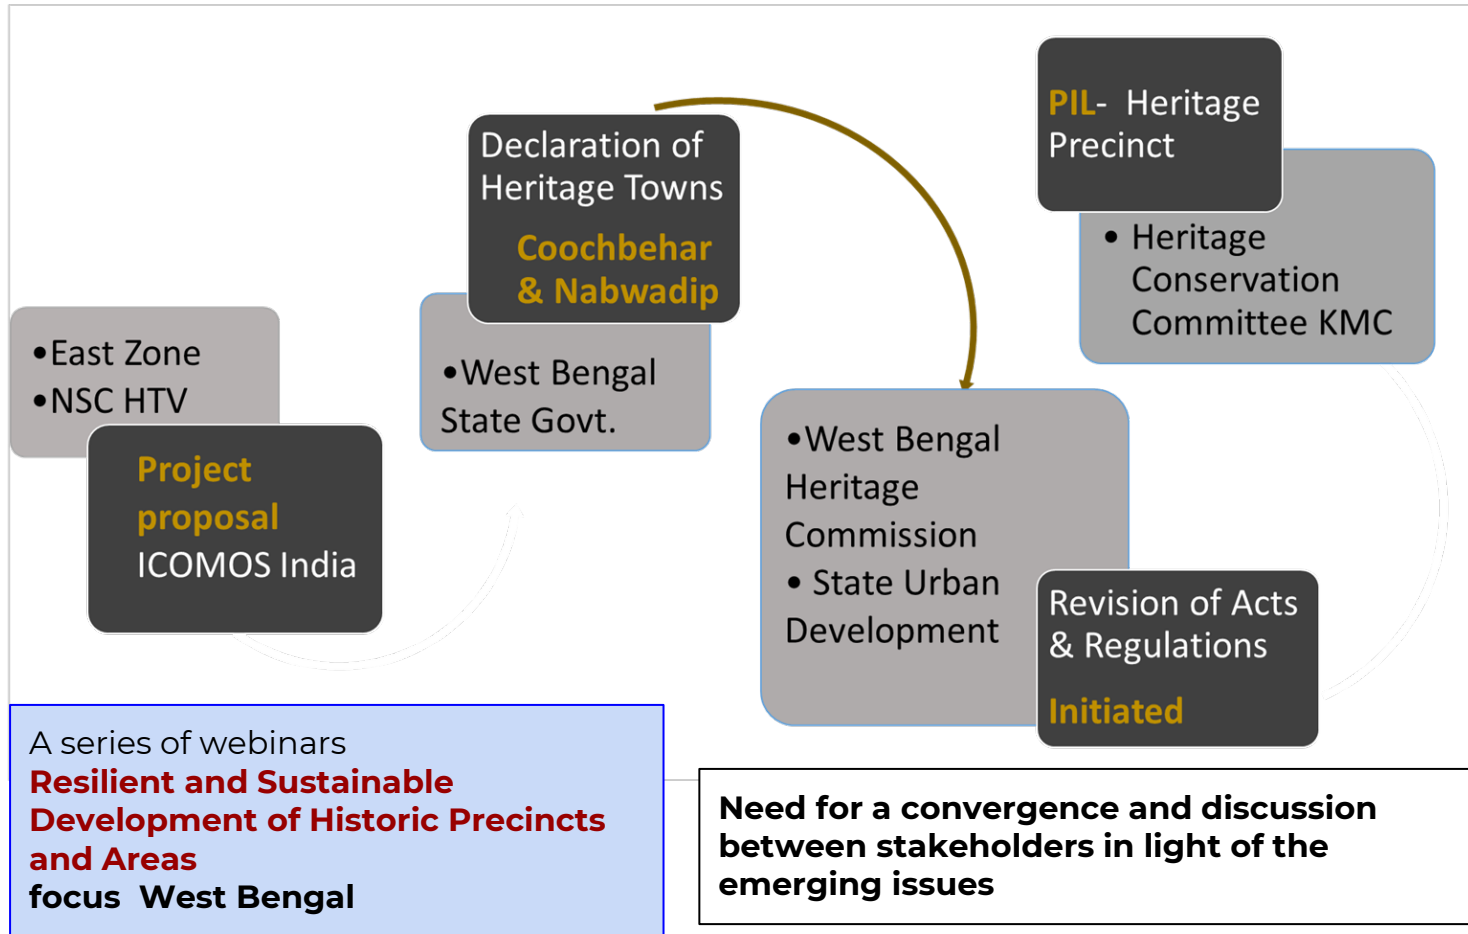 •East Zone
•NSC HTV
Project
proposal
ICOMOS India
Declaration of
Heritage Towns
Coochbehar
& Nabwadip
•West Bengal
State Govt.
•West Bengal
Heritage
Commission
• State Urban
Development
Revision of Acts
& Regulations
Initiated
PIL- Heritage
Precinct
• Heritage
Conservation
Committee KMC
A series of webinars
Resilient and Sustainable
Development of Historic Precincts
and Areas
focus West Bengal
Need for a convergence and discussion
between stakeholders in light of the
emerging issues